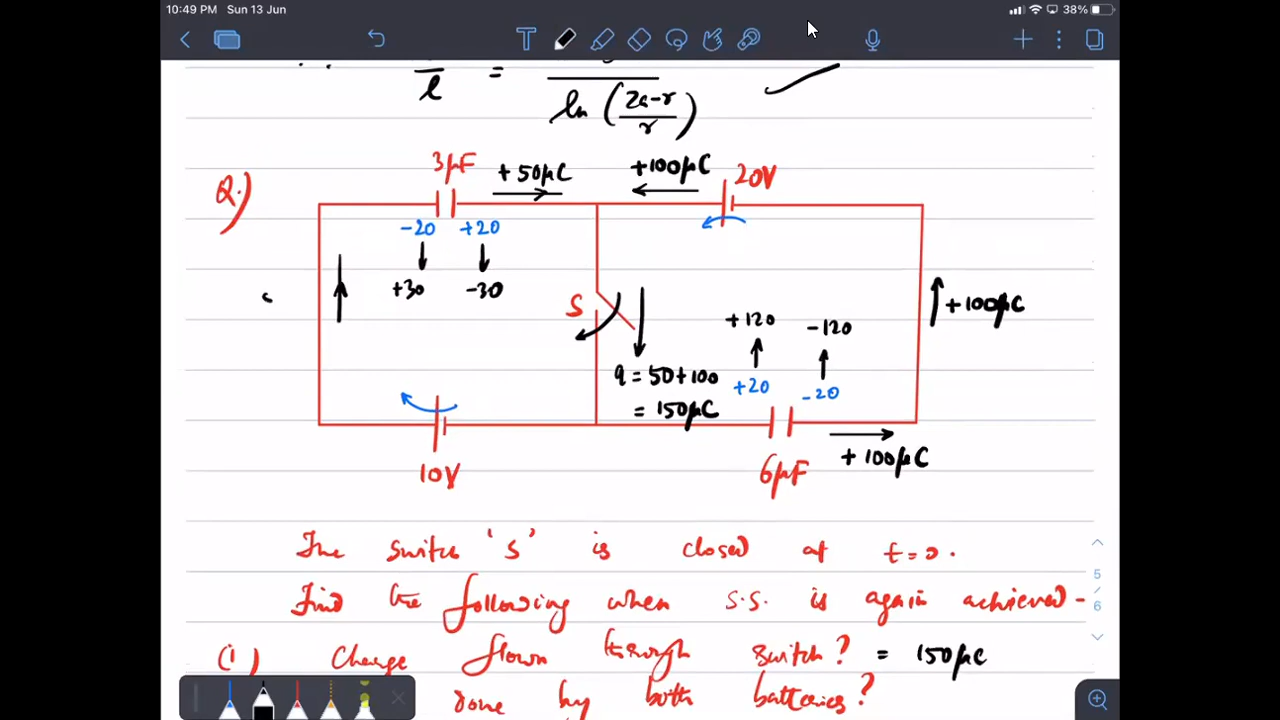 10:49 PM Sun 13 Jun 38%
T
l = ln (2a-r / r)
Q.) 3μF +50μC +100μC 20V
-20 +20
+30 -30
S +100μC
+120 -120
q = 50+100 +20 -20
= 150μC
+100μC
10V 6μF
The switch 'S' is closed at t=0.
Find the following when S.S. is again achieved-
5
/
6
(i) Charge flown through switch? = 150μC
done by both batteries?